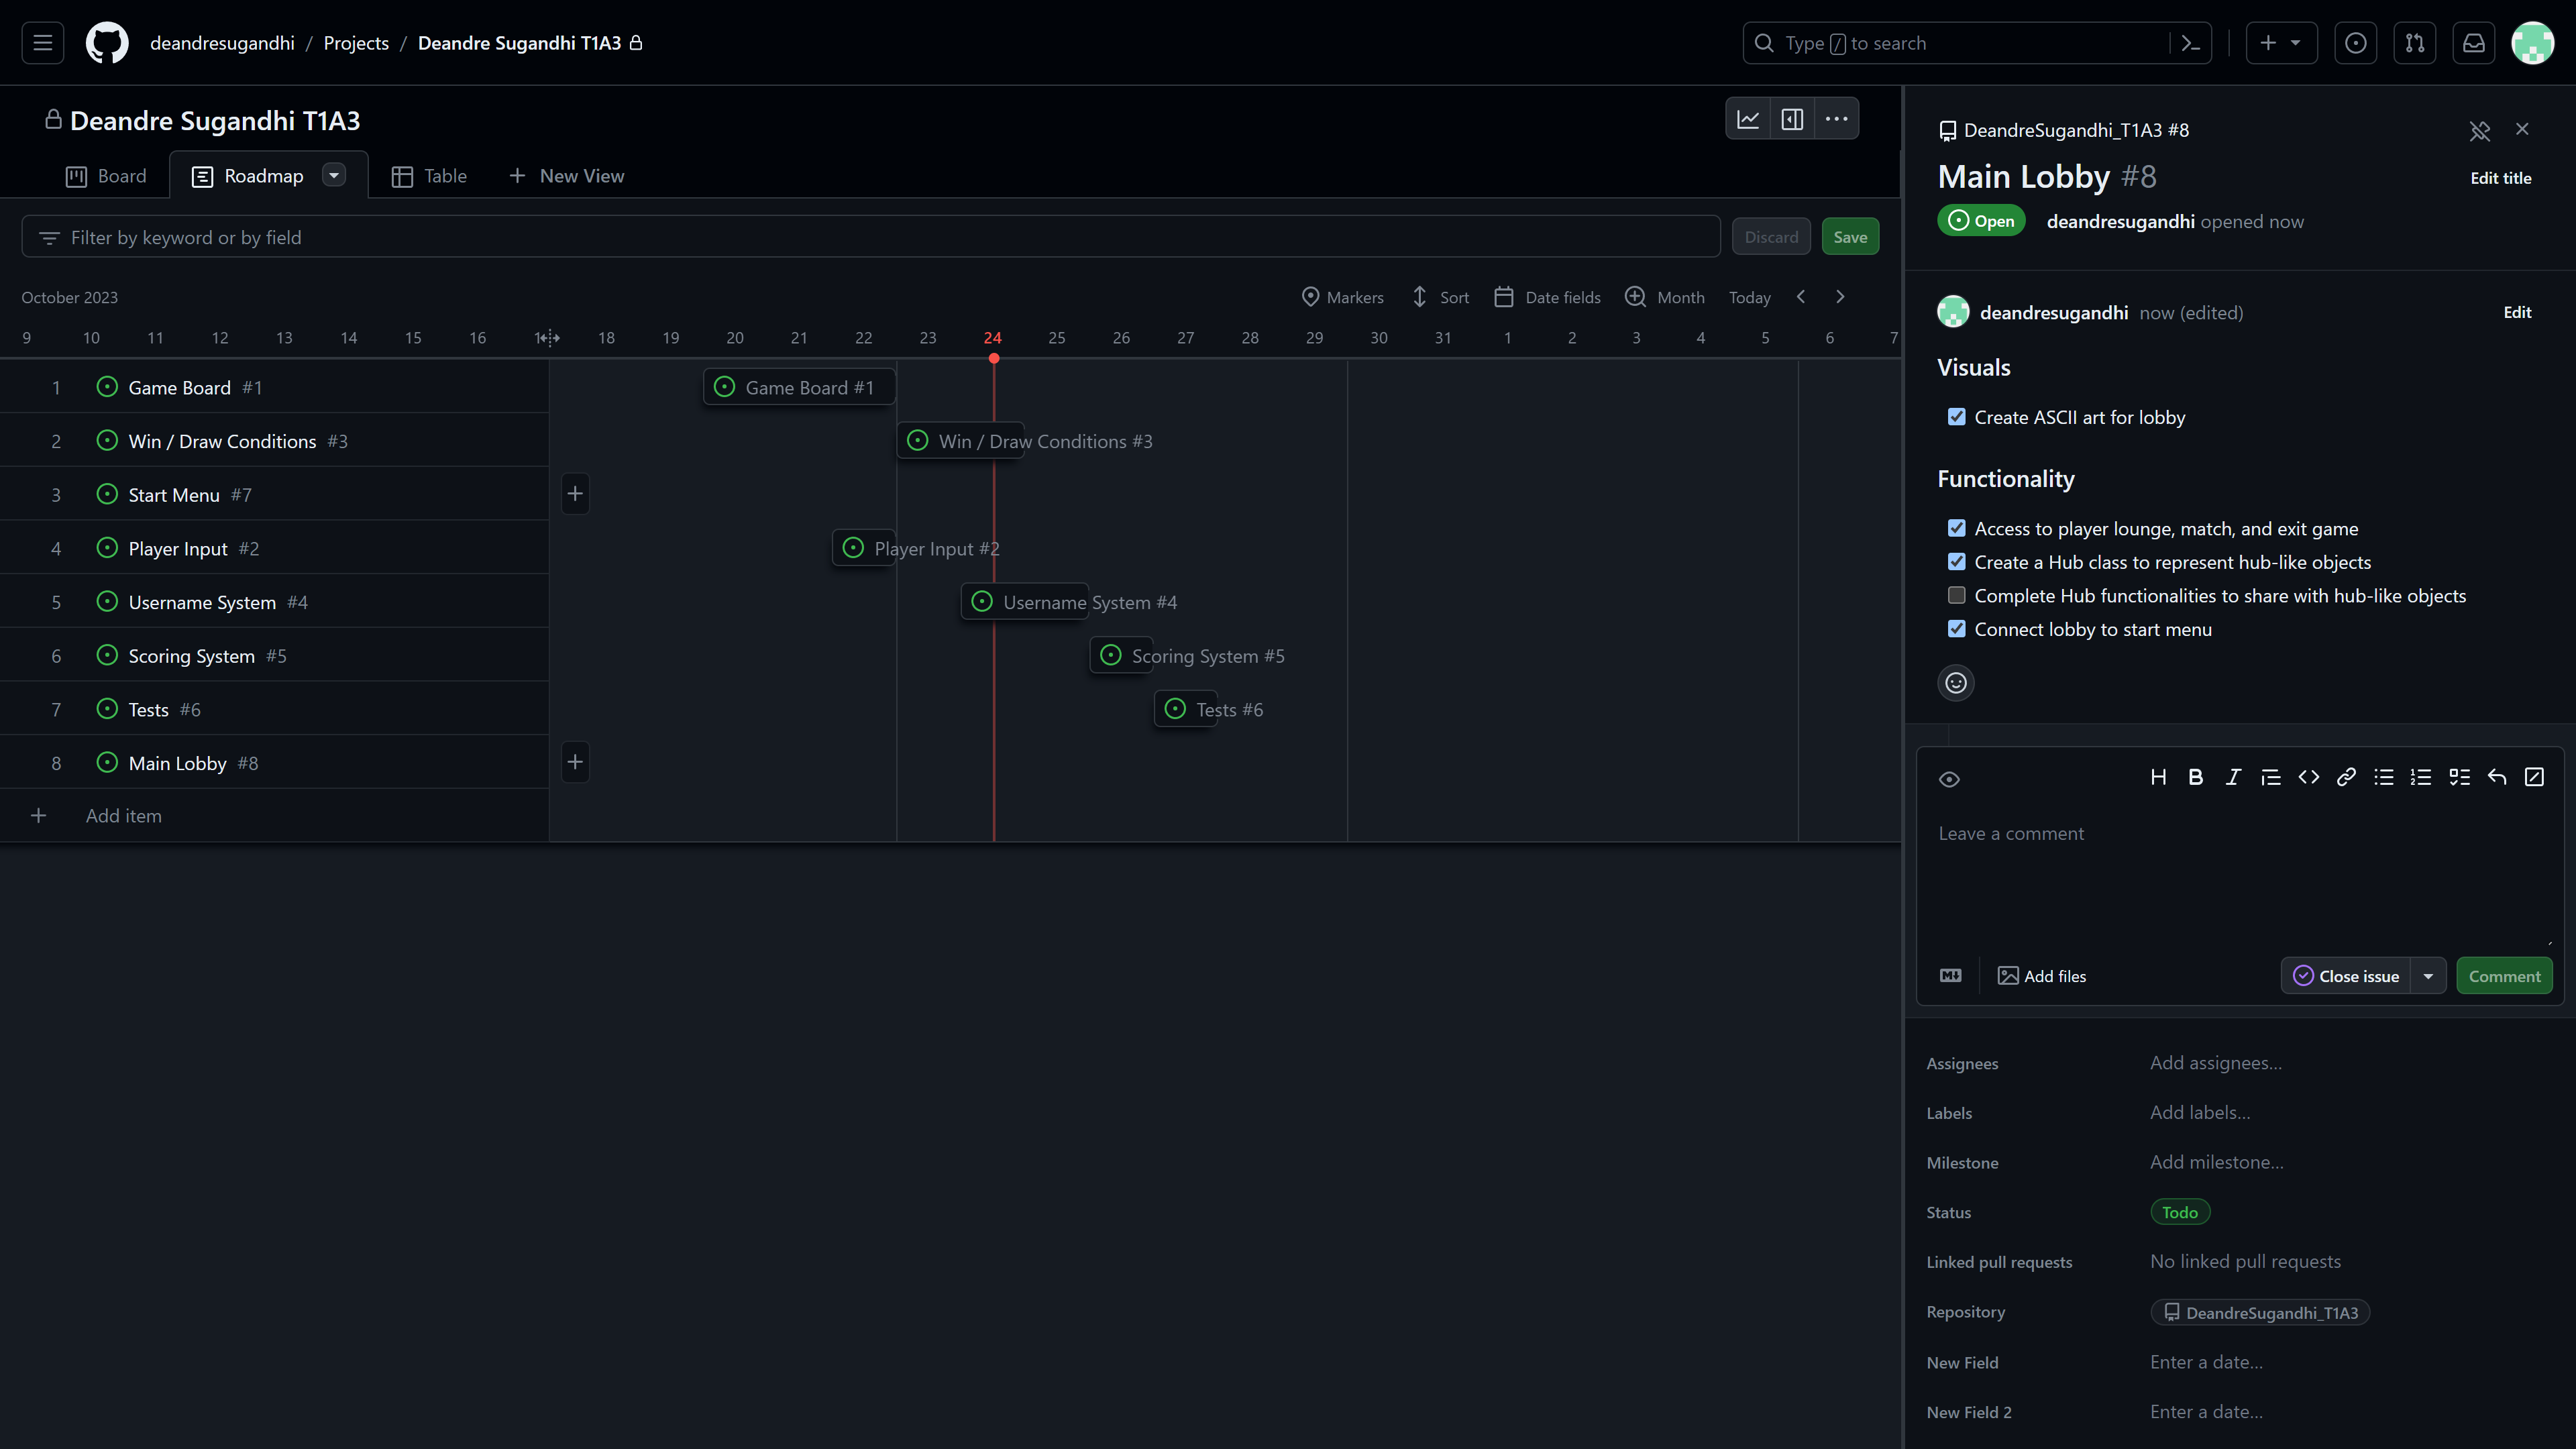 deandresugandhi / Projects / Deandre Sugandhi T1A3
Type / to search
Deandre Sugandhi T1A3
Board
Roadmap
Table
New View
Filter by keyword or by field
Discard
Save
October 2023
Markers
Sort
Date fields
Month
Today
9 10 11 12 13 14 15 16 18 19 20 21 22 23 24 25 26 27 28 29 30 31 1 2 3 4 5 6 7
1 Game Board #1
Game Board #1
2 Win / Draw Conditions #3
Win / Draw Conditions #3
3 Start Menu #7
4 Player Input #2
Player Input #2
5 Username System #4
Username System #4
6 Scoring System #5
Scoring System #5
7 Tests #6
Tests #6
8 Main Lobby #8
Add item
DeandreSugandhi_T1A3 #8
Main Lobby #8
Edit title
Open
deandresugandhi opened now
deandresugandhi now (edited)
Edit
Visuals
Create ASCII art for lobby
Functionality
Access to player lounge, match, and exit game
Create a Hub class to represent hub-like objects
Complete Hub functionalities to share with hub-like objects
Connect lobby to start menu
Leave a comment
Add files
Close issue
Comment
Assignees
Add assignees...
Labels
Add labels...
Milestone
Add milestone...
Status
Todo
Linked pull requests
No linked pull requests
Repository
DeandreSugandhi_T1A3
New Field
Enter a date...
New Field 2
Enter a date...